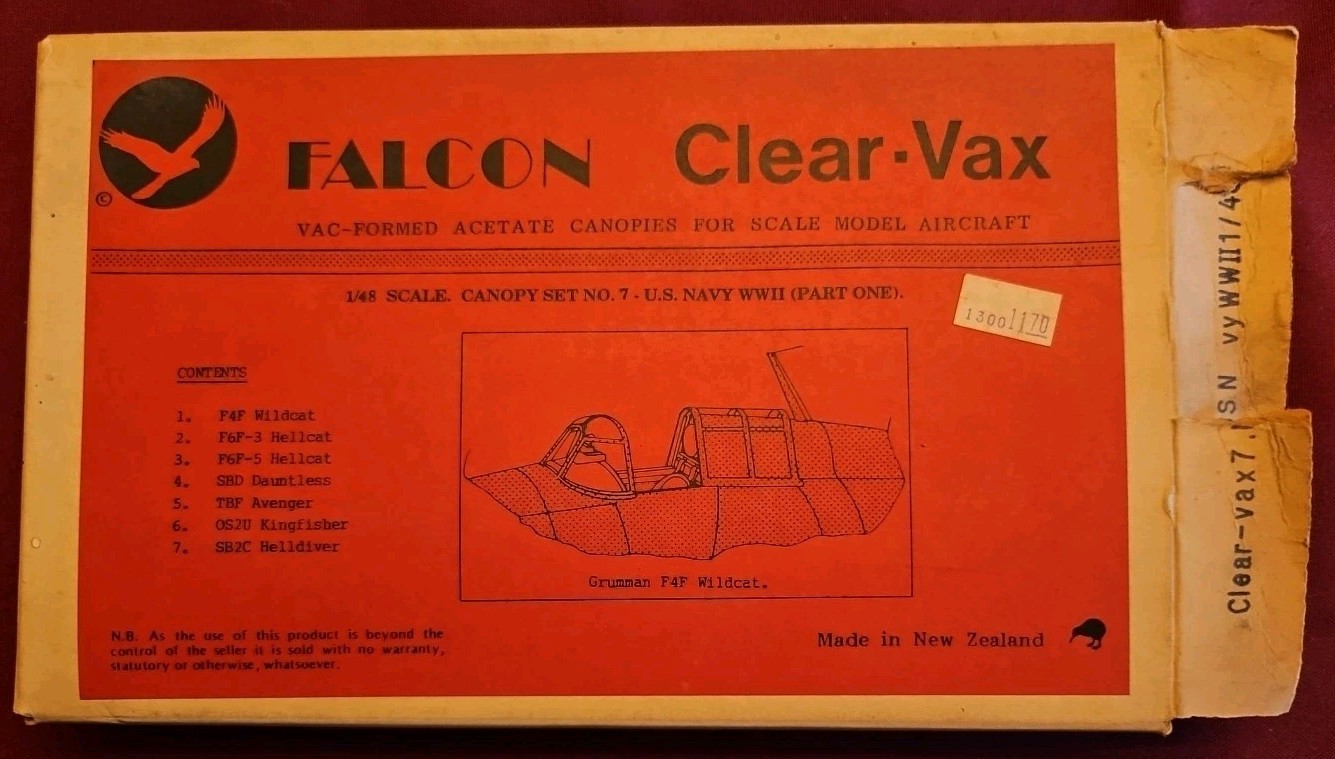 FALCON Clear·Vax
©
VAC-FORMED ACETATE CANOPIES FOR SCALE MODEL AIRCRAFT
1/48 SCALE. CANOPY SET NO. 7 - U.S. NAVY WWII (PART ONE).
1300 1170
CONTENTS
1. F4F Wildcat
2. F6F-3 Hellcat
3. F6F-5 Hellcat
4. SBD Dauntless
5. TBF Avenger
6. OS2U Kingfisher
7. SB2C Helldiver
Grumman F4F Wildcat.
N.B. As the use of this product is beyond the
control of the seller it is sold with no warranty,
statutory or otherwise, whatsoever.
Made in New Zealand
Clear-vax7. SN vyWWII1/4